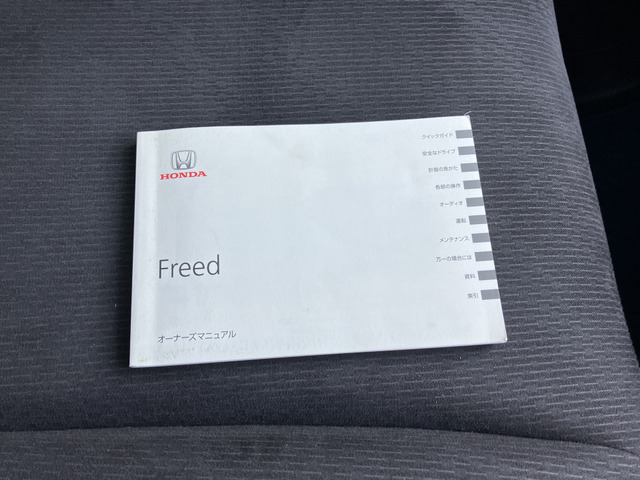 HONDA
Freed
オーナーズマニュアル
クイックガイド
安全なドライブ
計器の見かた
各部の操作
オーディオ
運転
メンテナンス
万一の場合には
資料
索引